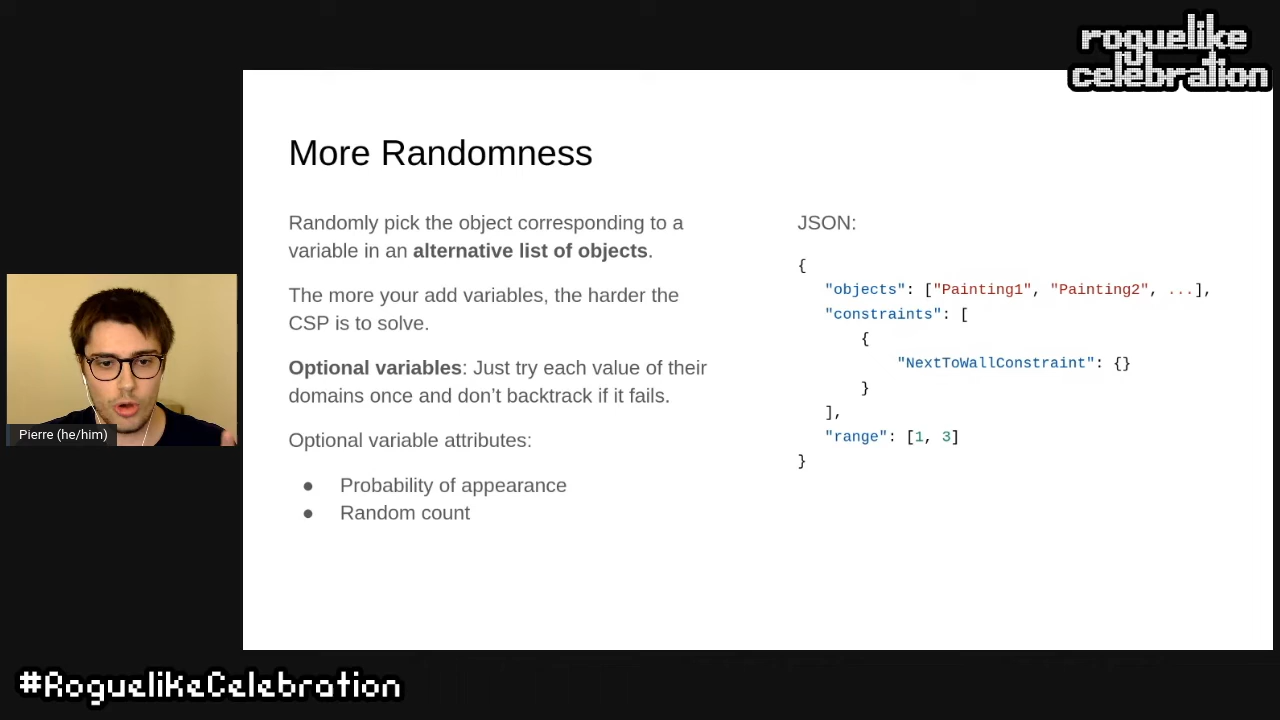 roguelike
celebration
More Randomness
Randomly pick the object corresponding to a
variable in an alternative list of objects.
The more your add variables, the harder the
CSP is to solve.
Optional variables: Just try each value of their
domains once and don't backtrack if it fails.
Optional variable attributes:
● Probability of appearance
● Random count
JSON:
{
"objects": ["Painting1", "Painting2", ...],
"constraints": [
{
"NextToWallConstraint": {}
}
],
"range": [1, 3]
}
Pierre (he/him)
#RoguelikeCelebration